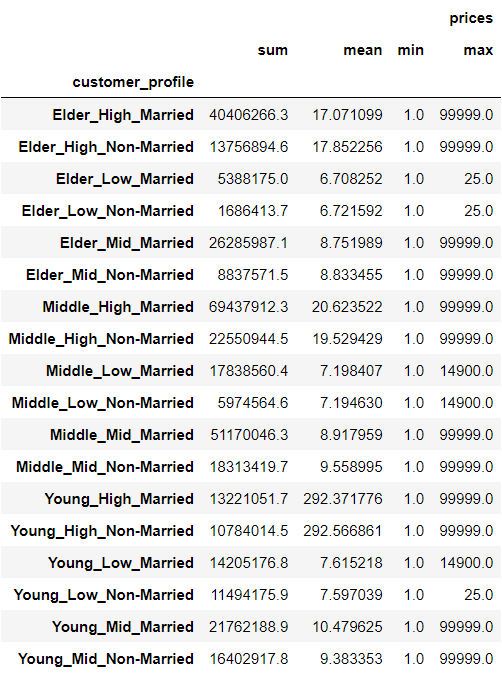 prices
sum mean min max
customer_profile
Elder_High_Married 40406266.3 17.071099 1.0 99999.0
Elder_High_Non-Married 13756894.6 17.852256 1.0 99999.0
Elder_Low_Married 5388175.0 6.708252 1.0 25.0
Elder_Low_Non-Married 1686413.7 6.721592 1.0 25.0
Elder_Mid_Married 26285987.1 8.751989 1.0 99999.0
Elder_Mid_Non-Married 8837571.5 8.833455 1.0 99999.0
Middle_High_Married 69437912.3 20.623522 1.0 99999.0
Middle_High_Non-Married 22550944.5 19.529429 1.0 99999.0
Middle_Low_Married 17838560.4 7.198407 1.0 14900.0
Middle_Low_Non-Married 5974564.6 7.194630 1.0 14900.0
Middle_Mid_Married 51170046.3 8.917959 1.0 99999.0
Middle_Mid_Non-Married 18313419.7 9.558995 1.0 99999.0
Young_High_Married 13221051.7 292.371776 1.0 99999.0
Young_High_Non-Married 10784014.5 292.566861 1.0 99999.0
Young_Low_Married 14205176.8 7.615218 1.0 14900.0
Young_Low_Non-Married 11494175.9 7.597039 1.0 25.0
Young_Mid_Married 21762188.9 10.479625 1.0 99999.0
Young_Mid_Non-Married 16402917.8 9.383353 1.0 99999.0